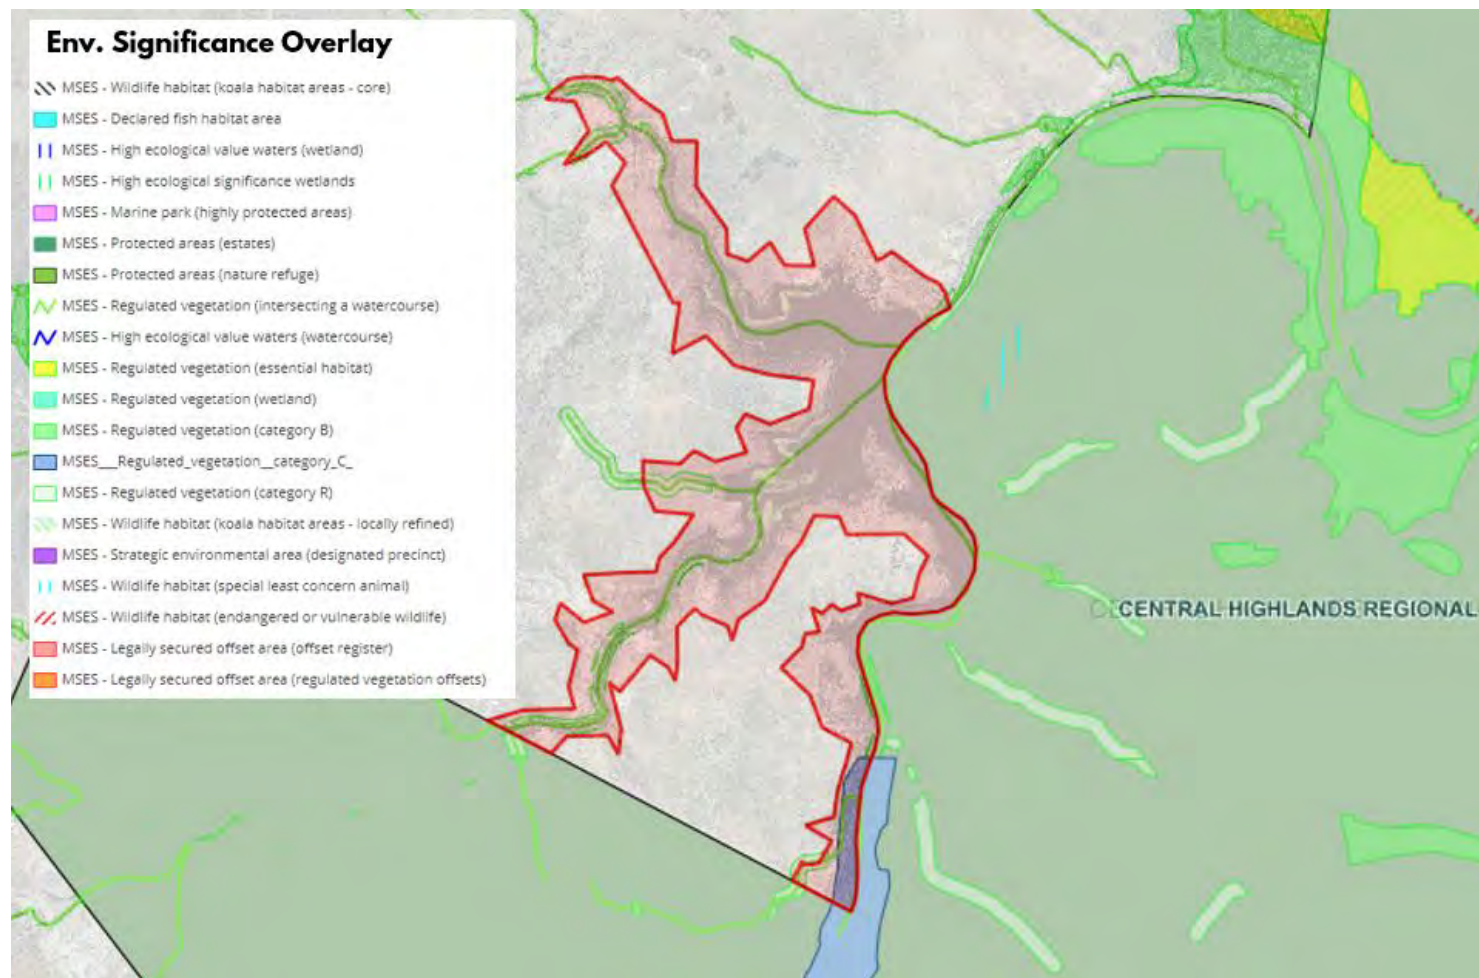 Env. Significance Overlay
MSES - Wildlife habitat (koala habitat areas - core)
MSES - Declared fish habitat area
MSES - High ecological value waters (wetland)
MSES - High ecological significance wetlands
MSES - Marine park (highly protected areas)
MSES - Protected areas (estates)
MSES - Protected areas (nature refuge)
MSES - Regulated vegetation (intersecting a watercourse)
MSES - High ecological value waters (watercourse)
MSES - Regulated vegetation (essential habitat)
MSES - Regulated vegetation (wetland)
MSES - Regulated vegetation (category B)
MSES___Regulated_vegetation__category_C_
MSES - Regulated vegetation (category R)
MSES - Wildlife habitat (koala habitat areas - locally refined)
MSES - Strategic environmental area (designated precinct)
MSES - Wildlife habitat (special least concern animal)
MSES - Wildlife habitat (endangered or vulnerable wildlife)
MSES - Legally secured offset area (offset register)
MSES - Legally secured offset area (regulated vegetation offsets)
CENTRAL HIGHLANDS REGIONAL